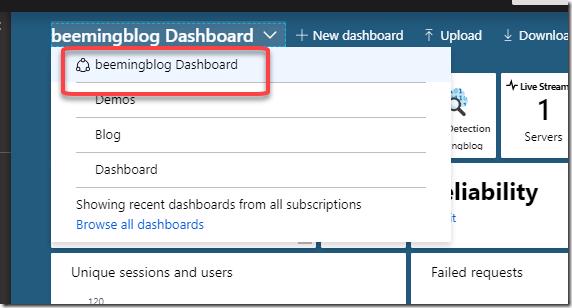 beemingblog Dashboard
+ New dashboard
Upload
Downloa
beemingblog Dashboard
Demos
Blog
Dashboard
Showing recent dashboards from all subscriptions
Browse all dashboards
Detection
ngblog
Live Stream
1
Servers
eliability
it
Unique sessions and users
120
Failed requests